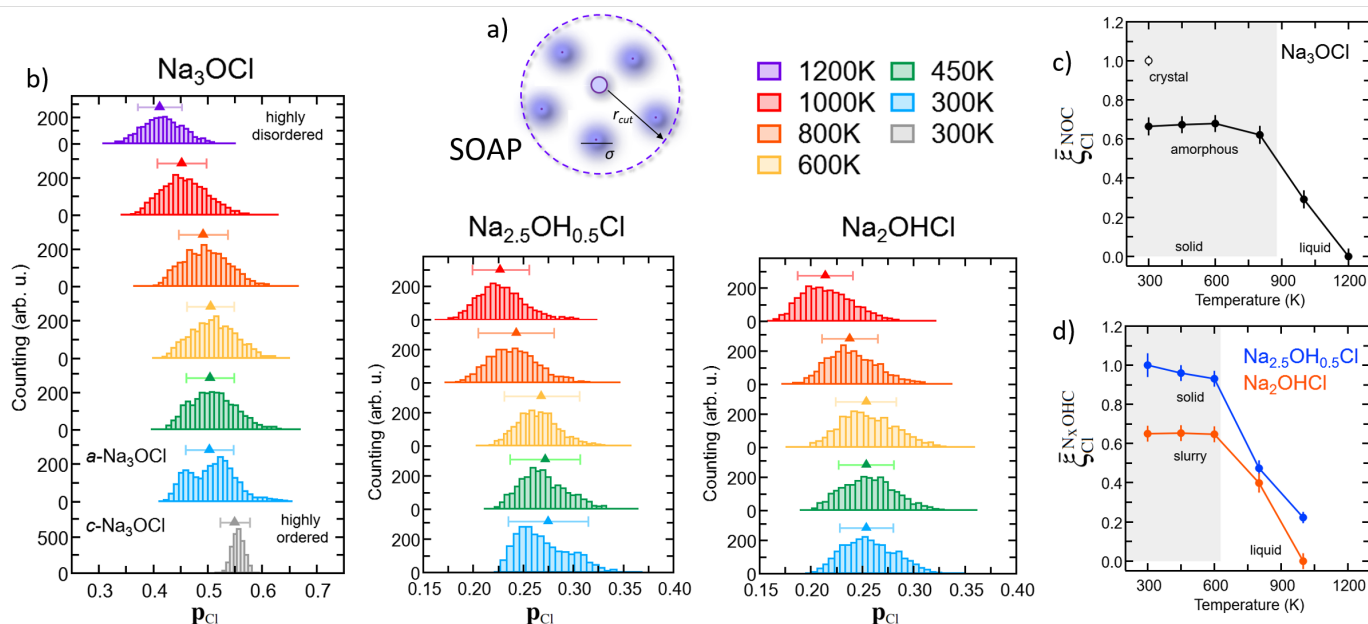 a)
SOAP
r_cut
σ
1200K
1000K
800K
600K
450K
300K
300K
b)
Na₃OCl
highly
disordered
200
0
200
0
200
0
200
0
200
0
a-Na₃OCl
200
0
c-Na₃OCl
highly
ordered
500
0
Counting (arb. u.)
0.3
0.4
0.5
0.6
0.7
p_Cl
Na₂.₅OH₀.₅Cl
200
0
200
0
200
0
200
0
200
0
Counting (arb. u.)
0.15
0.20
0.25
0.30
0.35
0.40
p_Cl
Na₂OHCl
200
0
200
0
200
0
200
0
200
0
Counting (arb. u.)
0.15
0.20
0.25
0.30
0.35
0.40
p_Cl
c)
Na₃OCl
1.2
1.0
0.8
0.6
0.4
0.2
0.0
ξ̄_Cl^NOC
crystal
amorphous
solid
liquid
300
600
900
1200
Temperature (K)
d)
Na₂.₅OH₀.₅Cl
Na₂OHCl
1.2
1.0
0.8
0.6
0.4
0.2
0.0
ξ̄_Cl^NₓOHC
solid
slurry
liquid
300
600
900
1200
Temperature (K)